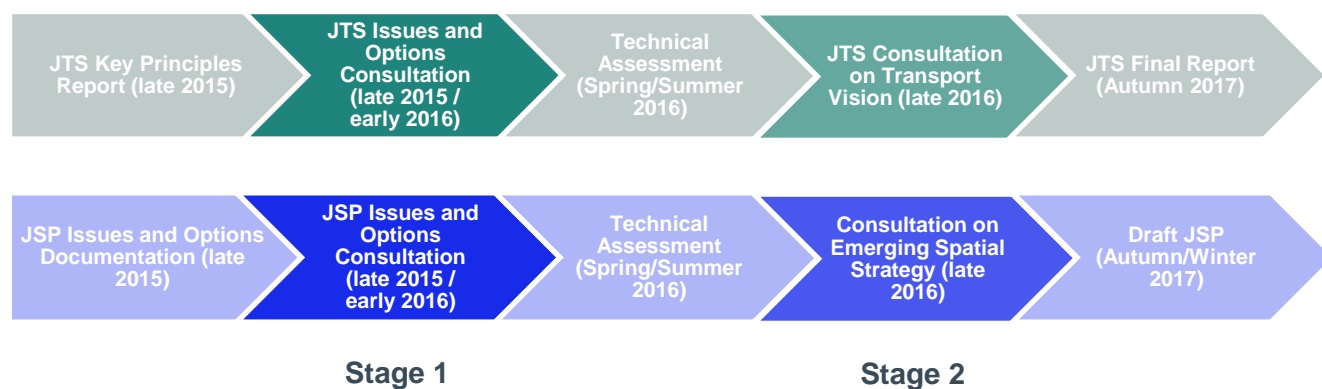 JTS Key Principles
Report (late 2015)
JTS Issues and
Options
Consultation
(late 2015 /
early 2016)
Technical
Assessment
(Spring/Summer
2016)
JTS Consultation
on Transport
Vision (late 2016)
JTS Final Report
(Autumn 2017)
JSP Issues and Options
Documentation (late
2015)
JSP Issues and
Options
Consultation
(late 2015 /
early 2016)
Technical
Assessment
(Spring/Summer
2016)
Consultation on
Emerging Spatial
Strategy (late
2016)
Draft JSP
(Autumn/Winter
2017)
Stage 1
Stage 2